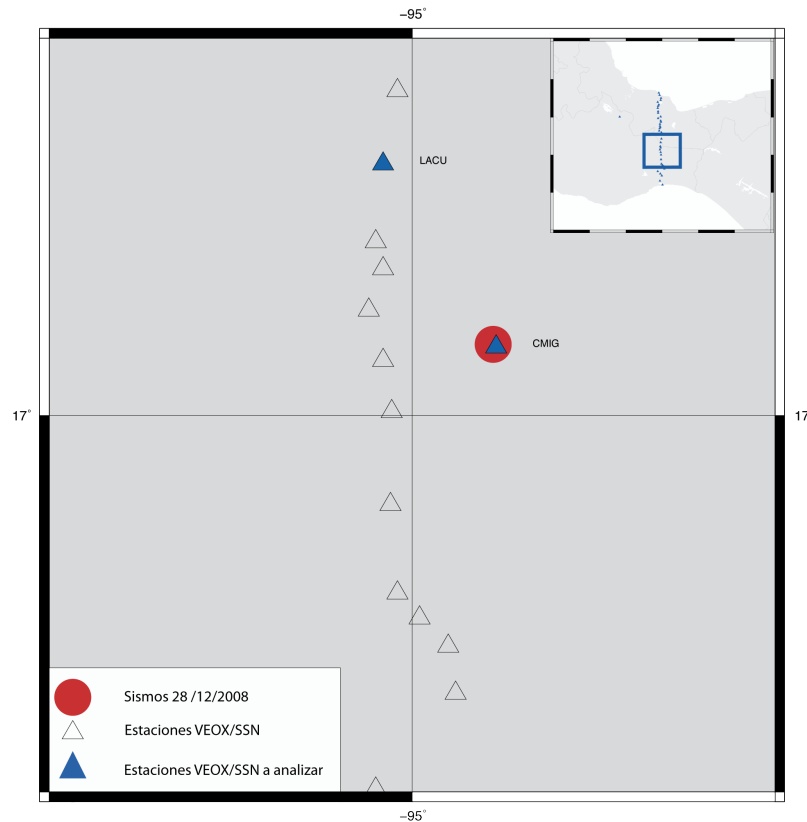 −95˚
LACU
CMIG
17˚
17
Sismos 28 /12/2008
Estaciones VEOX/SSN
Estaciones VEOX/SSN a analizar
−95˚